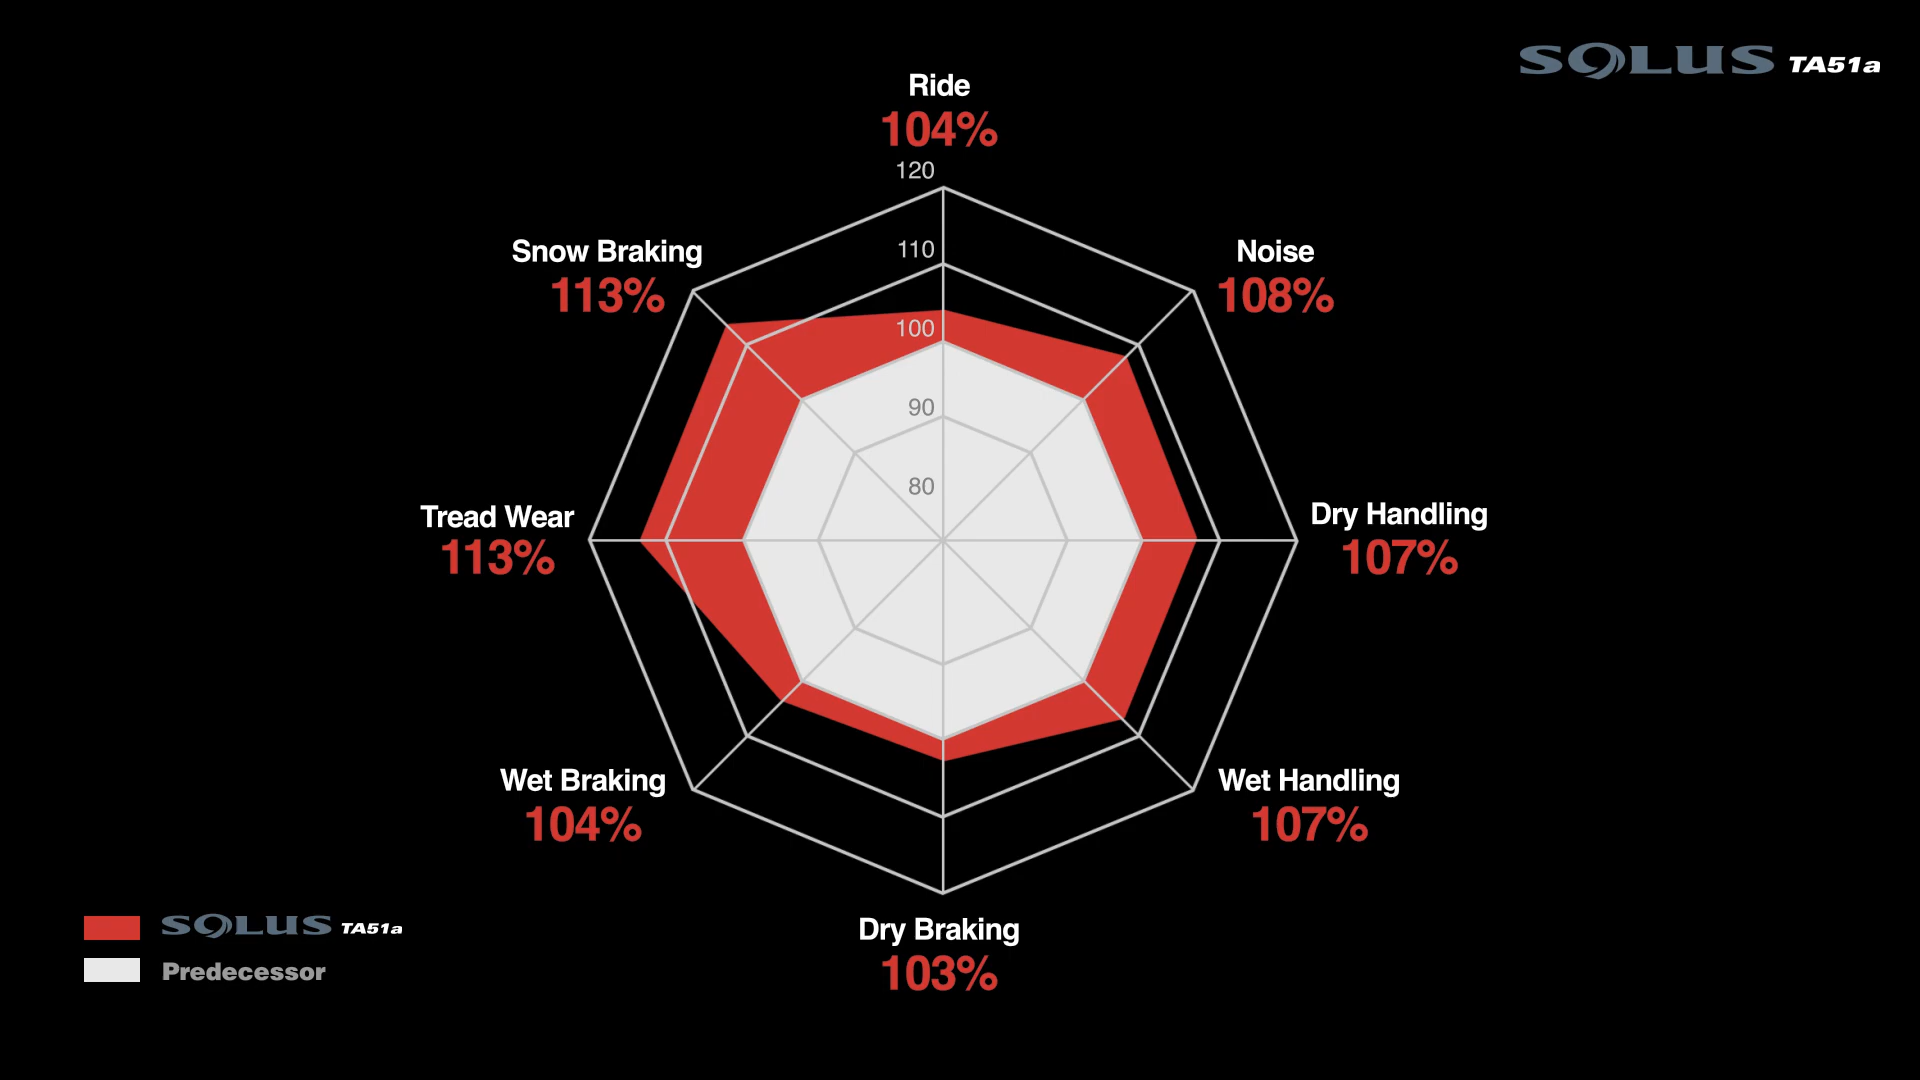 SOLUS TA51a
Ride
104%
120
110
100
90
80
Noise
108%
Dry Handling
107%
Wet Handling
107%
Dry Braking
103%
Wet Braking
104%
Tread Wear
113%
Snow Braking
113%
SOLUS TA51a
Predecessor